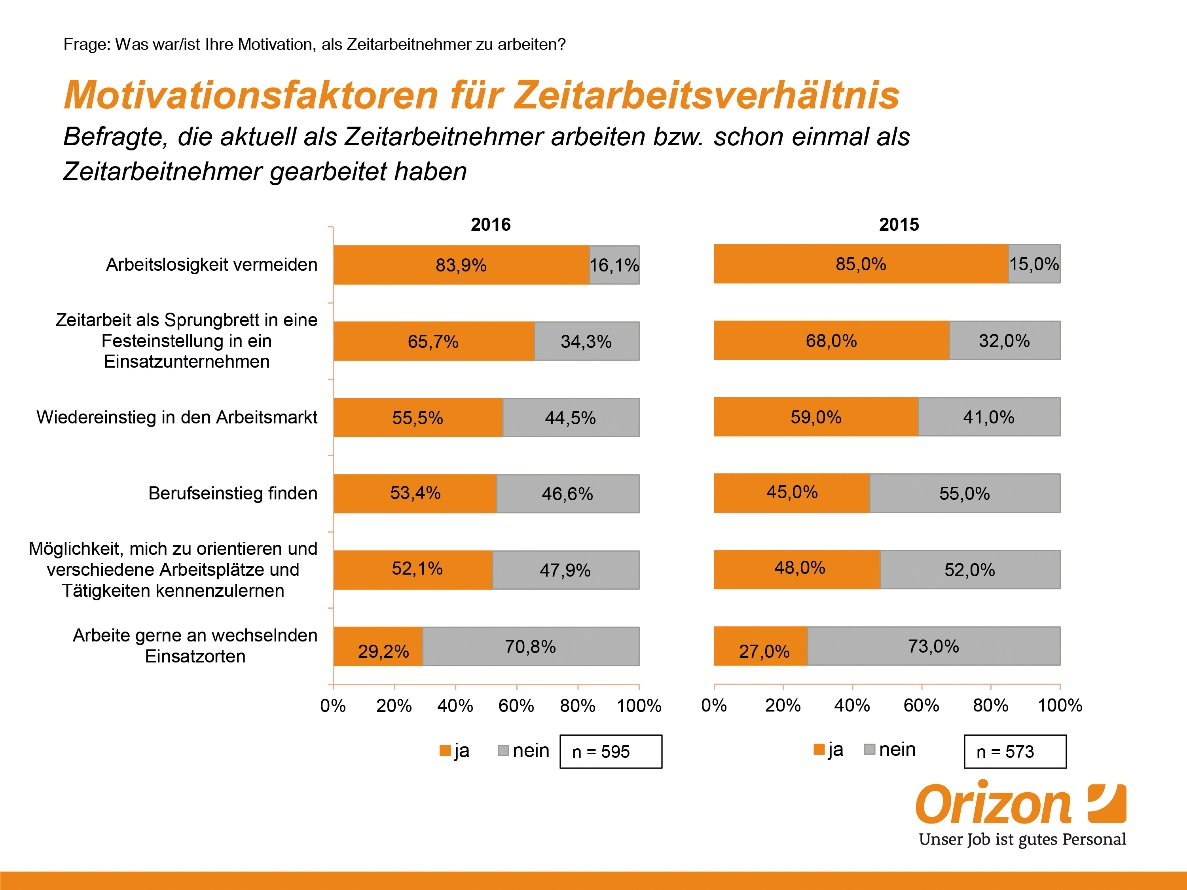 Frage: Was war/ist Ihre Motivation, als Zeitarbeitnehmer zu arbeiten?
Motivationsfaktoren für Zeitarbeitsverhältnis
Befragte, die aktuell als Zeitarbeitnehmer arbeiten bzw. schon einmal als
Zeitarbeitnehmer gearbeitet haben
2016
2015
Arbeitslosigkeit vermeiden
83,9%
16,1%
85,0%
15,0%
Zeitarbeit als Sprungbrett in eine
Festeinstellung in ein
Einsatzunternehmen
65,7%
34,3%
68,0%
32,0%
Wiedereinstieg in den Arbeitsmarkt
55,5%
44,5%
59,0%
41,0%
Berufseinstieg finden
53,4%
46,6%
45,0%
55,0%
Möglichkeit, mich zu orientieren und
verschiedene Arbeitsplätze und
Tätigkeiten kennenzulernen
52,1%
47,9%
48,0%
52,0%
Arbeite gerne an wechselnden
Einsatzorten
29,2%
70,8%
27,0%
73,0%
0% 20% 40% 60% 80% 100%
0% 20% 40% 60% 80% 100%
ja nein
n = 595
ja nein
n = 573
Orizon
Unser Job ist gutes Personal